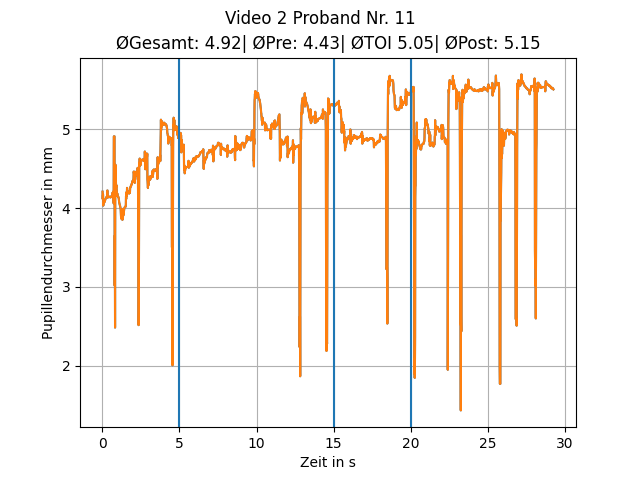 Video 2 Proband Nr. 11
ØGesamt: 4.92| ØPre: 4.43| ØTOI 5.05| ØPost: 5.15
Pupillendurchmesser in mm
5
4
3
2
0 5 10 15 20 25 30
Zeit in s